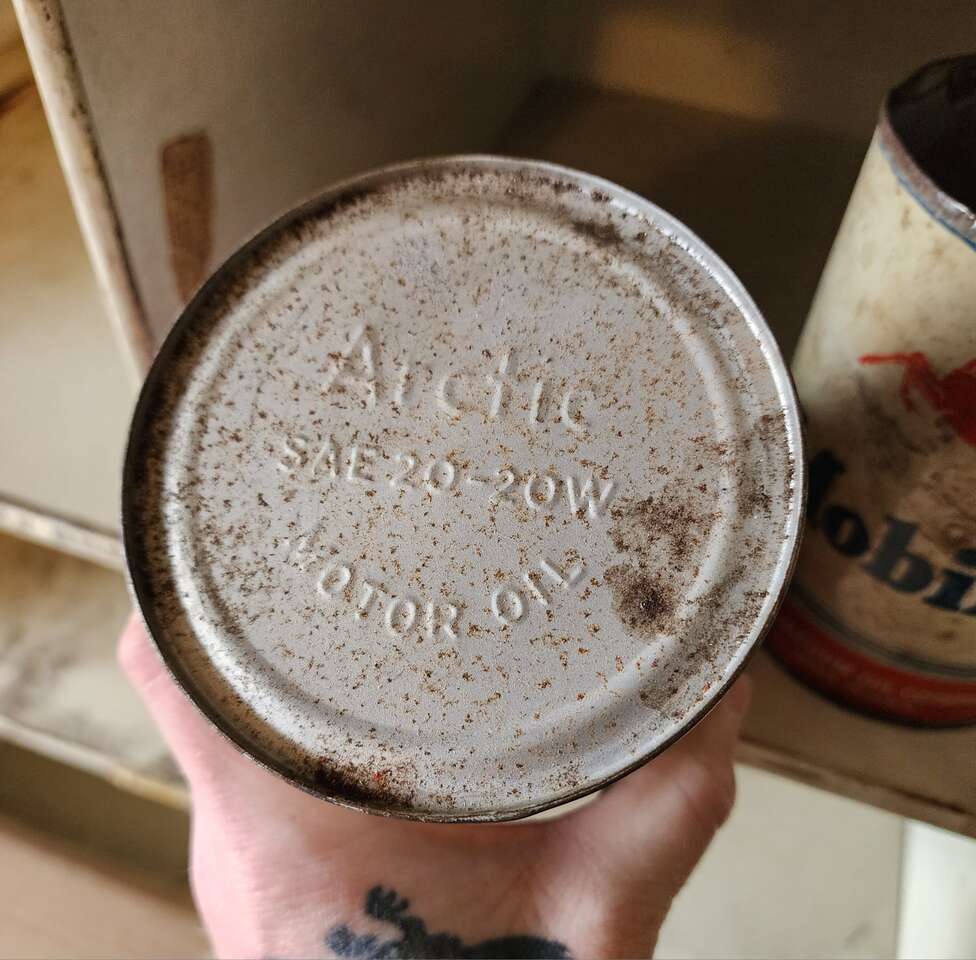 Arctic
SAE 20-20W
MOTOR OIL